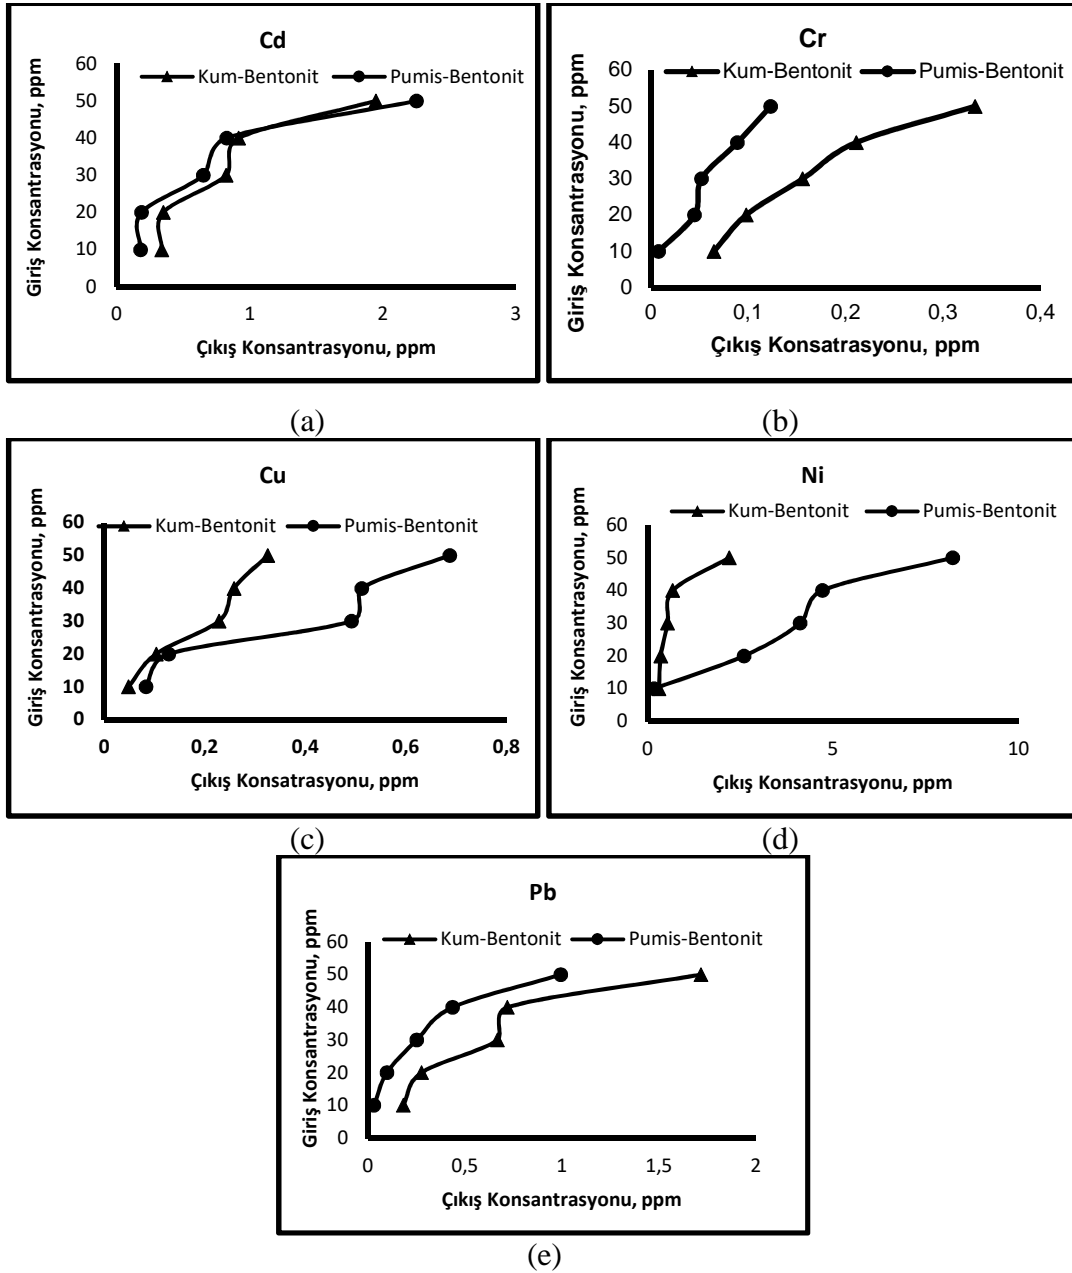 Cd
Kum-Bentonit
Pumis-Bentonit
Giriş Konsantrasyonu, ppm
60
50
40
30
20
10
0
0
1
2
3
Çıkış Konsantrasyonu, ppm
(a)
Cr
Kum-Bentonit
Pumis-Bentonit
Giriş Konsantrasyonu, ppm
60
50
40
30
20
10
0
0
0,1
0,2
0,3
0,4
Çıkış Konsatrasyonu, ppm
(b)
Cu
Kum-Bentonit
Pumis-Bentonit
Giriş Konsantrasyonu, ppm
60
50
40
30
20
10
0
0
0,2
0,4
0,6
0,8
Çıkış Konsatrasyonu, ppm
(c)
Ni
Kum-Bentonit
Pumis-Bentonit
Giriş Konsantrasyonu, ppm
60
50
40
30
20
10
0
0
5
10
Çıkış Konsantrasyonu, ppm
(d)
Pb
Kum-Bentonit
Pumis-Bentonit
Giriş Konsantrasyonu, ppm
60
50
40
30
20
10
0
0
0,5
1
1,5
2
Çıkış Konsantrasyonu, ppm
(e)